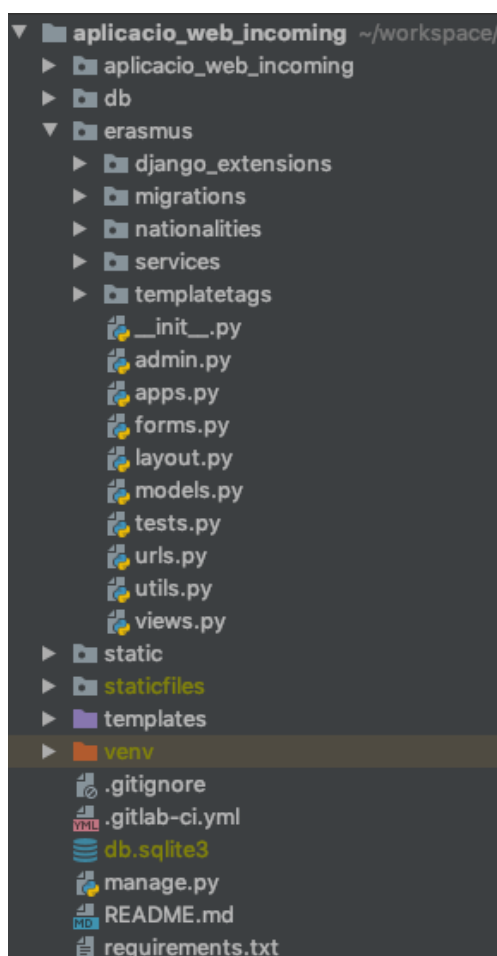 aplicacio_web_incoming ~/workspace/
aplicacio_web_incoming
db
erasmus
django_extensions
migrations
nationalities
services
templatetags
__init__.py
admin.py
apps.py
forms.py
layout.py
models.py
tests.py
urls.py
utils.py
views.py
static
staticfiles
templates
venv
.gitignore
YML .gitlab-ci.yml
db.sqlite3
manage.py
MD README.md
requirements.txt